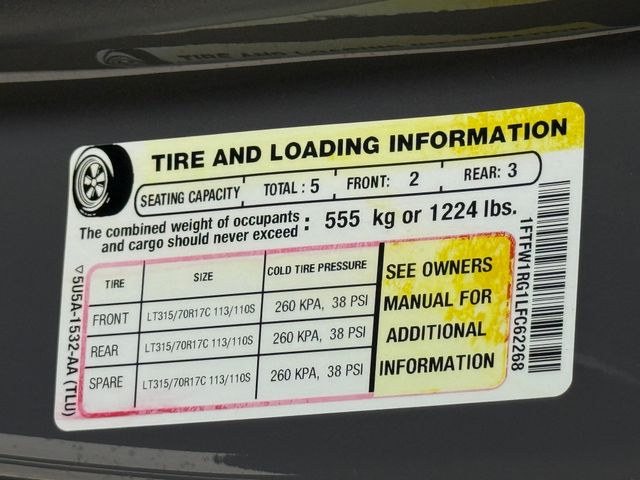 TIRE AND LOADING INFORMATION
SEATING CAPACITY TOTAL : 5 FRONT: 2 REAR: 3
The combined weight of occupants
and cargo should never exceed : 555 kg or 1224 lbs.
TIRE SIZE COLD TIRE PRESSURE
FRONT LT315/70R17C 113/110S 260 KPA, 38 PSI
REAR LT315/70R17C 113/110S 260 KPA, 38 PSI
SPARE LT315/70R17C 113/110S 260 KPA, 38 PSI
SEE OWNERS
MANUAL FOR
ADDITIONAL
INFORMATION
5U5A-1532-AA (TLU)
1FTFW1RG1LFC62268